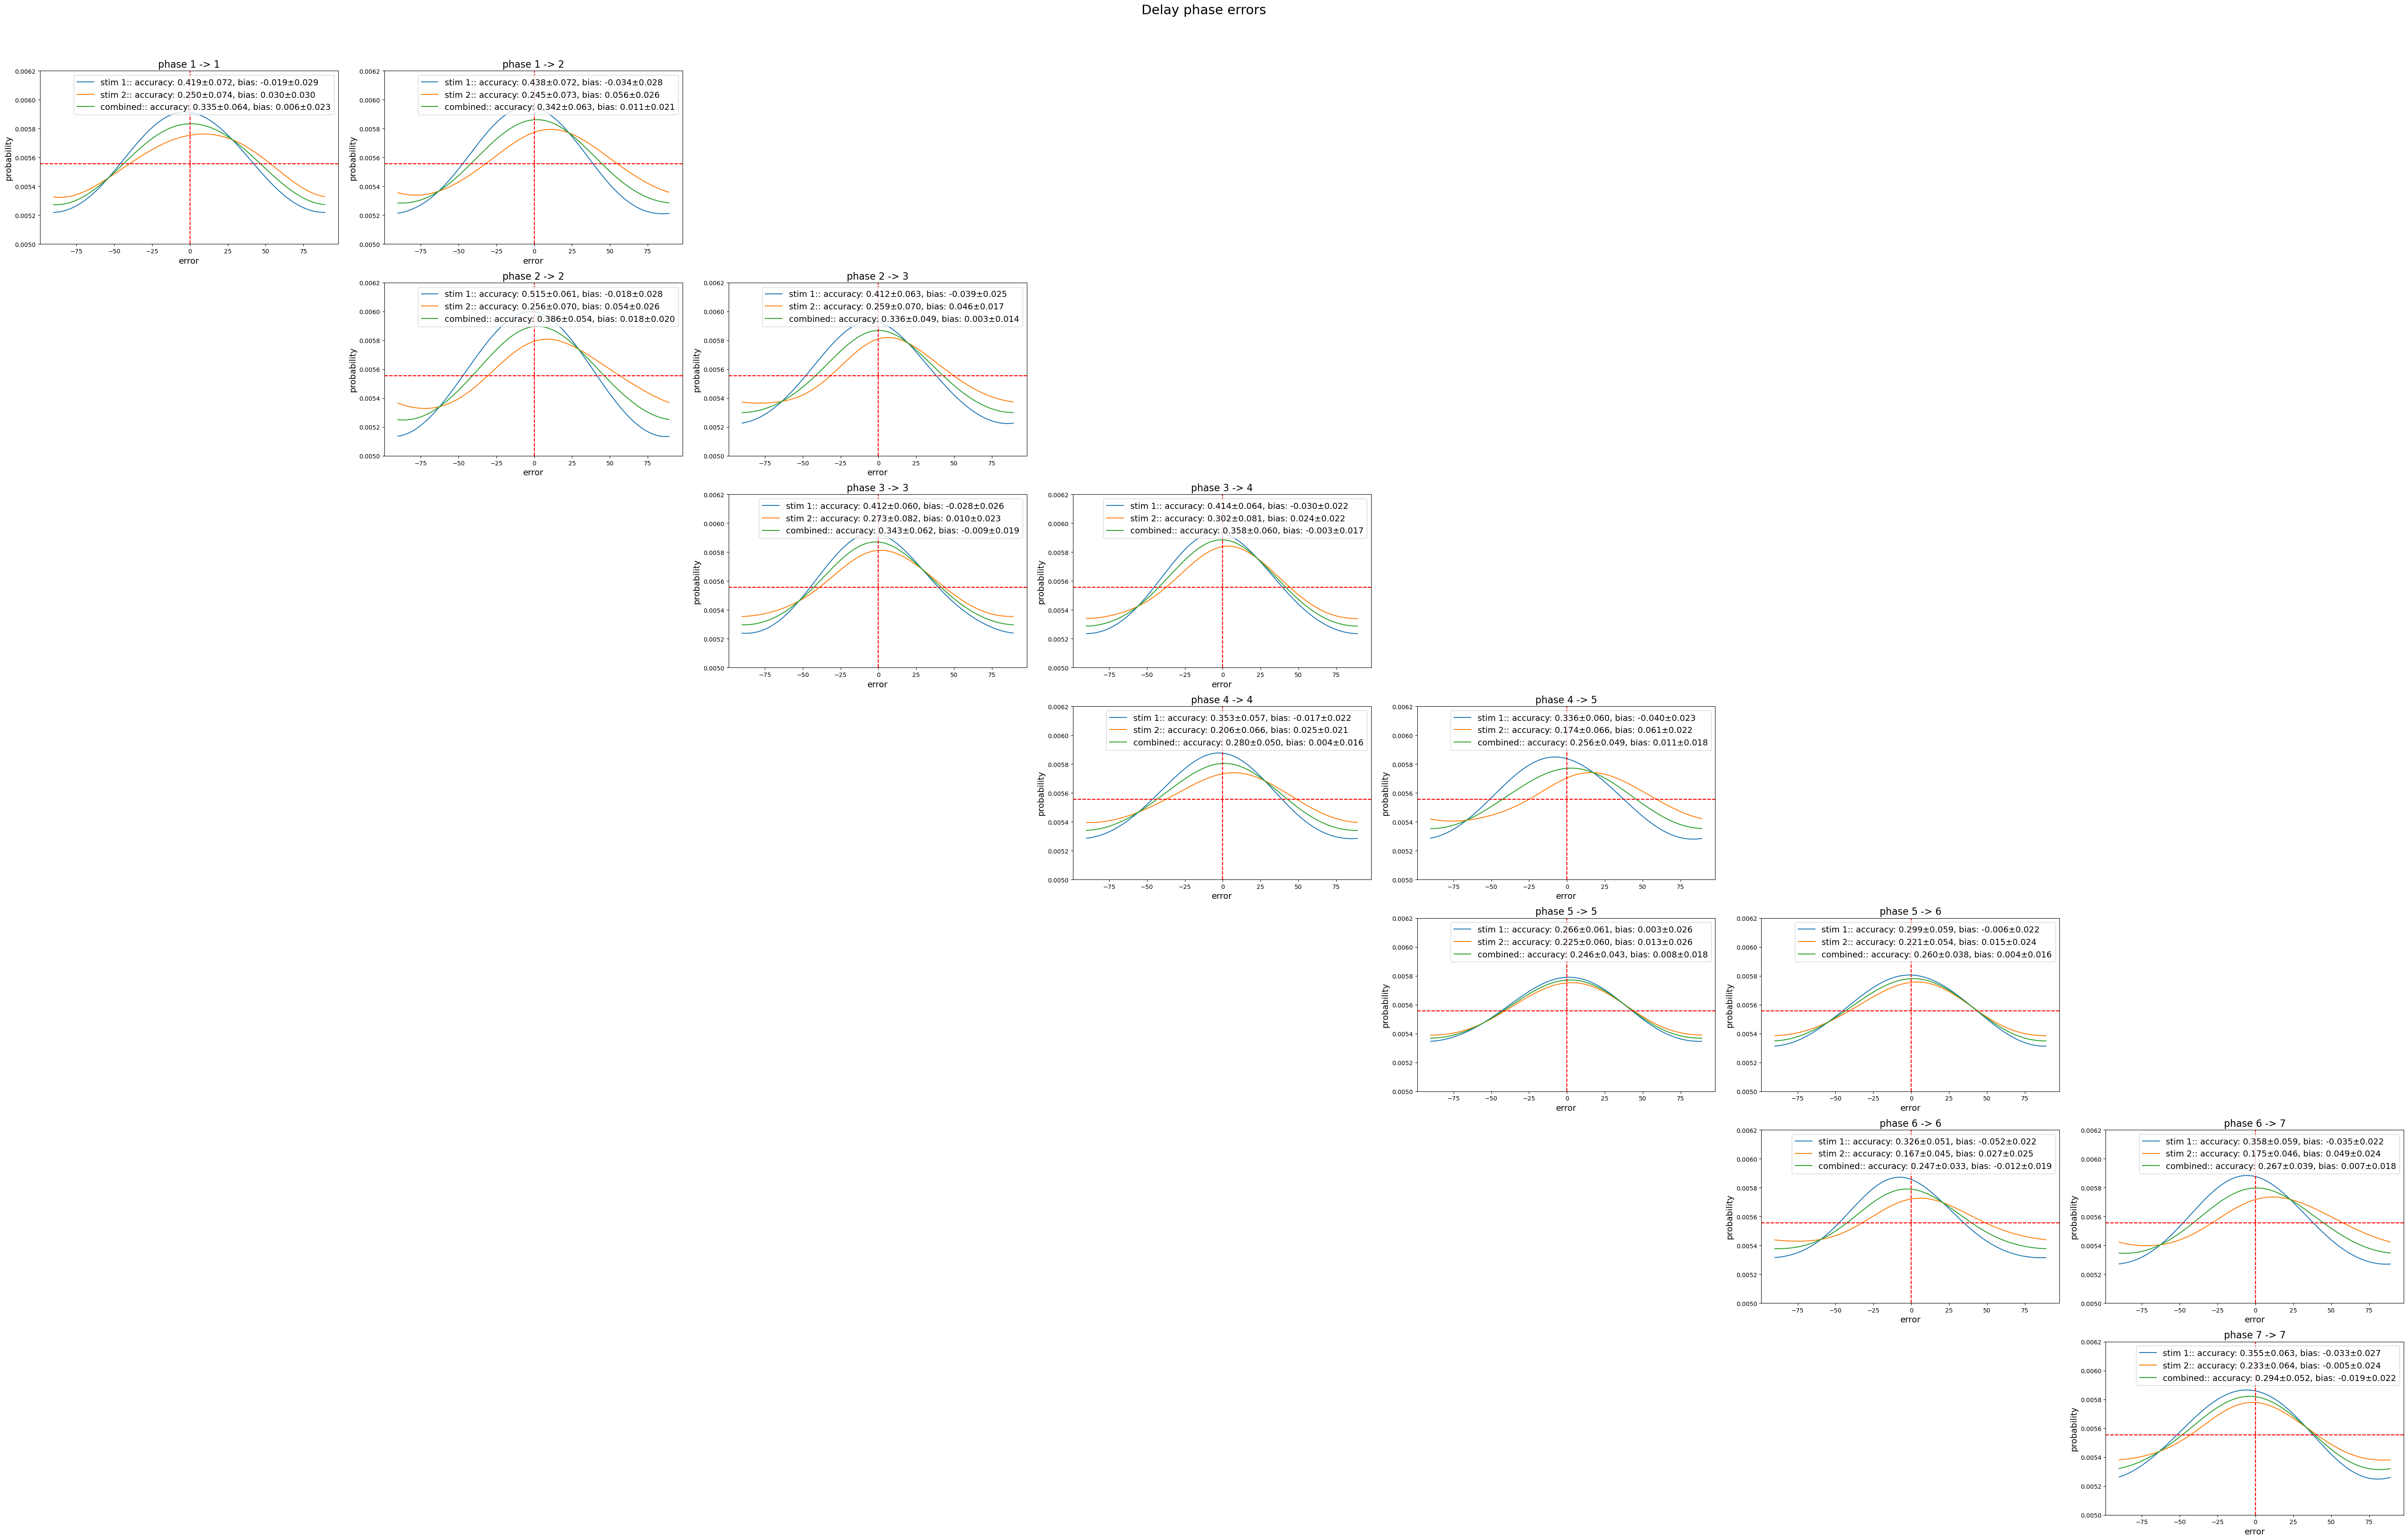 Delay phase errors
phase 1 -> 1
stim 1:: accuracy: 0.419±0.072, bias: -0.019±0.029
stim 2:: accuracy: 0.250±0.074, bias: 0.030±0.030
combined:: accuracy: 0.335±0.064, bias: 0.006±0.023
probability
0.0062
0.0060
0.0058
0.0056
0.0054
0.0052
0.0050
−75 −50 −25 0 25 50 75
error
phase 1 -> 2
stim 1:: accuracy: 0.438±0.072, bias: -0.034±0.028
stim 2:: accuracy: 0.245±0.073, bias: 0.056±0.026
combined:: accuracy: 0.342±0.063, bias: 0.011±0.021
probability
0.0062
0.0060
0.0058
0.0056
0.0054
0.0052
0.0050
−75 −50 −25 0 25 50 75
error
phase 2 -> 2
stim 1:: accuracy: 0.515±0.061, bias: -0.018±0.028
stim 2:: accuracy: 0.256±0.070, bias: 0.054±0.026
combined:: accuracy: 0.386±0.054, bias: 0.018±0.020
probability
0.0062
0.0060
0.0058
0.0056
0.0054
0.0052
0.0050
−75 −50 −25 0 25 50 75
error
phase 2 -> 3
stim 1:: accuracy: 0.412±0.063, bias: -0.039±0.025
stim 2:: accuracy: 0.259±0.070, bias: 0.046±0.017
combined:: accuracy: 0.336±0.049, bias: 0.003±0.014
probability
0.0062
0.0060
0.0058
0.0056
0.0054
0.0052
0.0050
−75 −50 −25 0 25 50 75
error
phase 3 -> 3
stim 1:: accuracy: 0.412±0.060, bias: -0.028±0.026
stim 2:: accuracy: 0.273±0.082, bias: 0.010±0.023
combined:: accuracy: 0.343±0.062, bias: -0.009±0.019
probability
0.0062
0.0060
0.0058
0.0056
0.0054
0.0052
0.0050
−75 −50 −25 0 25 50 75
error
phase 3 -> 4
stim 1:: accuracy: 0.414±0.064, bias: -0.030±0.022
stim 2:: accuracy: 0.302±0.081, bias: 0.024±0.022
combined:: accuracy: 0.358±0.060, bias: -0.003±0.017
probability
0.0062
0.0060
0.0058
0.0056
0.0054
0.0052
0.0050
−75 −50 −25 0 25 50 75
error
phase 4 -> 4
stim 1:: accuracy: 0.353±0.057, bias: -0.017±0.022
stim 2:: accuracy: 0.206±0.066, bias: 0.025±0.021
combined:: accuracy: 0.280±0.050, bias: 0.004±0.016
probability
0.0062
0.0060
0.0058
0.0056
0.0054
0.0052
0.0050
−75 −50 −25 0 25 50 75
error
phase 4 -> 5
stim 1:: accuracy: 0.336±0.060, bias: -0.040±0.023
stim 2:: accuracy: 0.174±0.066, bias: 0.061±0.022
combined:: accuracy: 0.256±0.049, bias: 0.011±0.018
probability
0.0062
0.0060
0.0058
0.0056
0.0054
0.0052
0.0050
−75 −50 −25 0 25 50 75
error
phase 5 -> 5
stim 1:: accuracy: 0.266±0.061, bias: 0.003±0.026
stim 2:: accuracy: 0.225±0.060, bias: 0.013±0.026
combined:: accuracy: 0.246±0.043, bias: 0.008±0.018
probability
0.0062
0.0060
0.0058
0.0056
0.0054
0.0052
0.0050
−75 −50 −25 0 25 50 75
error
phase 5 -> 6
stim 1:: accuracy: 0.299±0.059, bias: -0.006±0.022
stim 2:: accuracy: 0.221±0.054, bias: 0.015±0.024
combined:: accuracy: 0.260±0.038, bias: 0.004±0.016
probability
0.0062
0.0060
0.0058
0.0056
0.0054
0.0052
0.0050
−75 −50 −25 0 25 50 75
error
phase 6 -> 6
stim 1:: accuracy: 0.326±0.051, bias: -0.052±0.022
stim 2:: accuracy: 0.167±0.045, bias: 0.027±0.025
combined:: accuracy: 0.247±0.033, bias: -0.012±0.019
probability
0.0062
0.0060
0.0058
0.0056
0.0054
0.0052
0.0050
−75 −50 −25 0 25 50 75
error
phase 6 -> 7
stim 1:: accuracy: 0.358±0.059, bias: -0.035±0.022
stim 2:: accuracy: 0.175±0.046, bias: 0.049±0.024
combined:: accuracy: 0.267±0.039, bias: 0.007±0.018
probability
0.0062
0.0060
0.0058
0.0056
0.0054
0.0052
0.0050
−75 −50 −25 0 25 50 75
error
phase 7 -> 7
stim 1:: accuracy: 0.355±0.063, bias: -0.033±0.027
stim 2:: accuracy: 0.233±0.064, bias: -0.005±0.024
combined:: accuracy: 0.294±0.052, bias: -0.019±0.022
probability
0.0062
0.0060
0.0058
0.0056
0.0054
0.0052
0.0050
−75 −50 −25 0 25 50 75
error